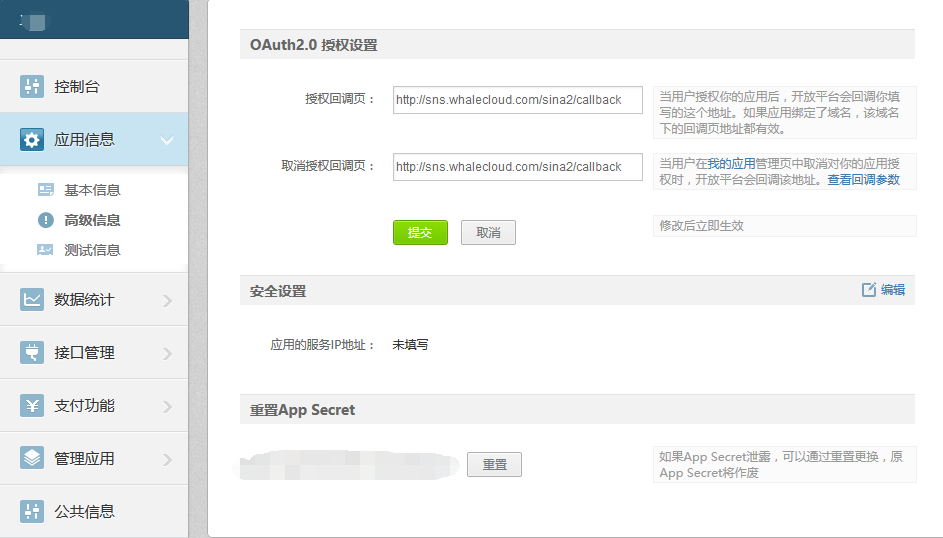 控制台
应用信息
基本信息
高级信息
测试信息
数据统计
接口管理
支付功能
管理应用
公共信息
OAuth2.0 授权设置
授权回调页：
http://sns.whalecloud.com/sina2/callback
当用户授权你的应用后，开放平台会回调你填
写的这个地址。如果应用绑定了域名，该域名
下的回调页地址都有效。
取消授权回调页：
http://sns.whalecloud.com/sina2/callback
当用户在我的应用管理页中取消对你的应用授
权时，开放平台会回调该地址。查看回调参数
提交
取消
修改后立即生效
安全设置
编辑
应用的服务IP地址：
未填写
重置App Secret
重置
如果App Secret泄露，可以通过重置更换，原
App Secret将作废